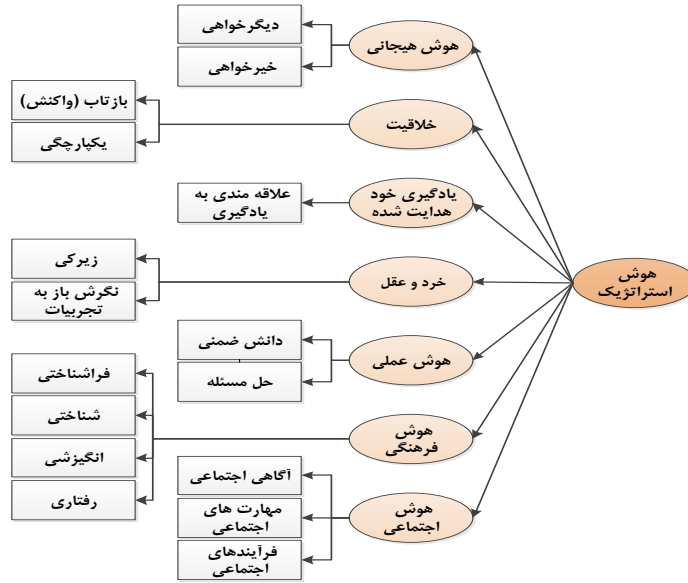 هوش
استراتژیک
هوش هیجانی
دیگرخواهی
خیرخواهی
خلاقیت
بازتاب (واکنش)
یکپارچگی
یادگیری خود
هدایت شده
علاقه مندی به
یادگیری
خرد و عقل
زیرکی
نگرش باز به
تجربیات
هوش عملی
دانش ضمنی
حل مسئله
هوش
فرهنگی
فراشناختی
شناختی
انگیزشی
رفتاری
هوش
اجتماعی
آگاهی اجتماعی
مهارت های
اجتماعی
فرآیندهای
اجتماعی